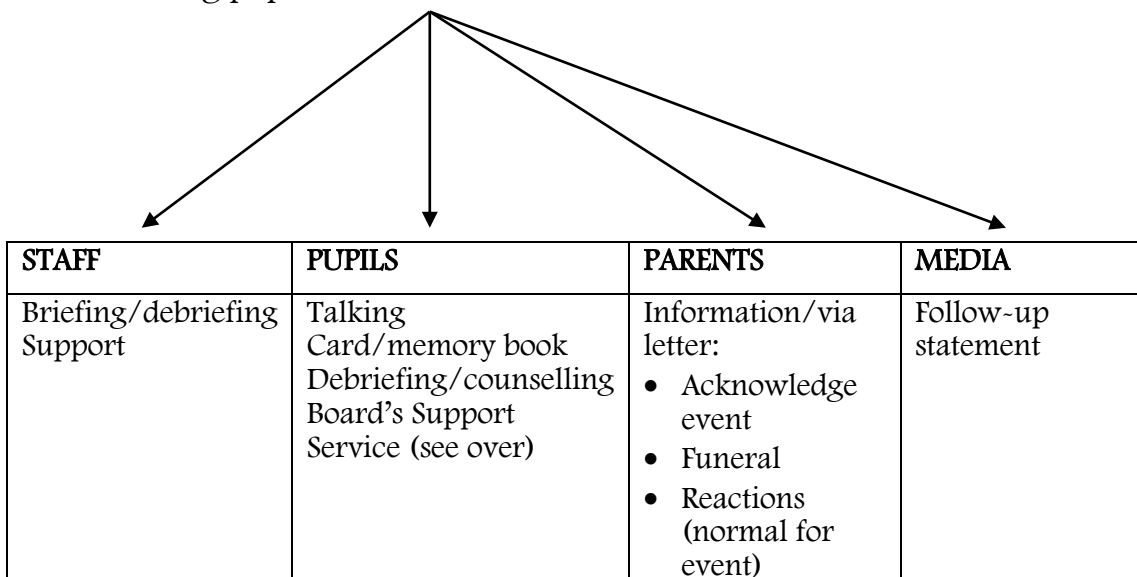 STAFF
PUPILS
PARENTS
MEDIA
Briefing/debriefing
Support
Talking
Card/memory book
Debriefing/counselling
Board's Support
Service (see over)
Information/via
letter:
• Acknowledge
event
• Funeral
• Reactions
(normal for
event)
Follow-up
statement